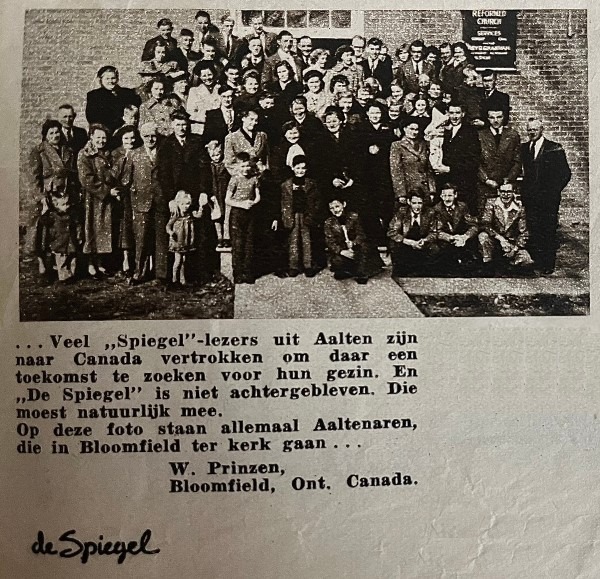 REFORMED
CHURCH
SERVICES
... Veel „Spiegel"-lezers uit Aalten zijn
naar Canada vertrokken om daar een
toekomst te zoeken voor hun gezin. En
„De Spiegel" is niet achtergebleven. Die
moest natuurlijk mee.
Op deze foto staan allemaal Aaltenaren,
die in Bloomfield ter kerk gaan ...
W. Prinzen,
Bloomfield, Ont. Canada.
de Spiegel